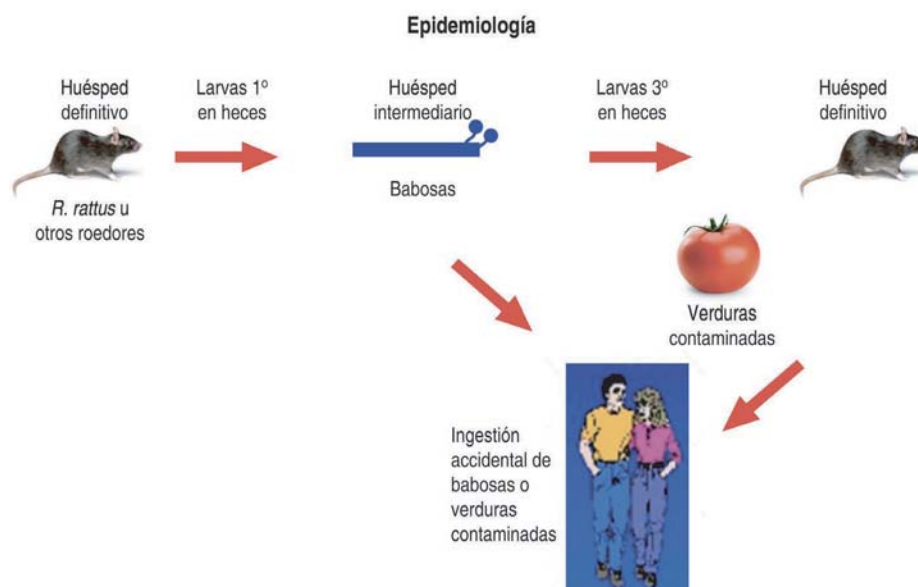 Epidemiología
Huésped
definitivo
Larvas 1º
en heces
Huésped
intermediario
Larvas 3º
en heces
Huésped
definitivo
Babosas
R. rattus u
otros roedores
Verduras
contaminadas
Ingestión
accidental de
babosas o
verduras
contaminadas